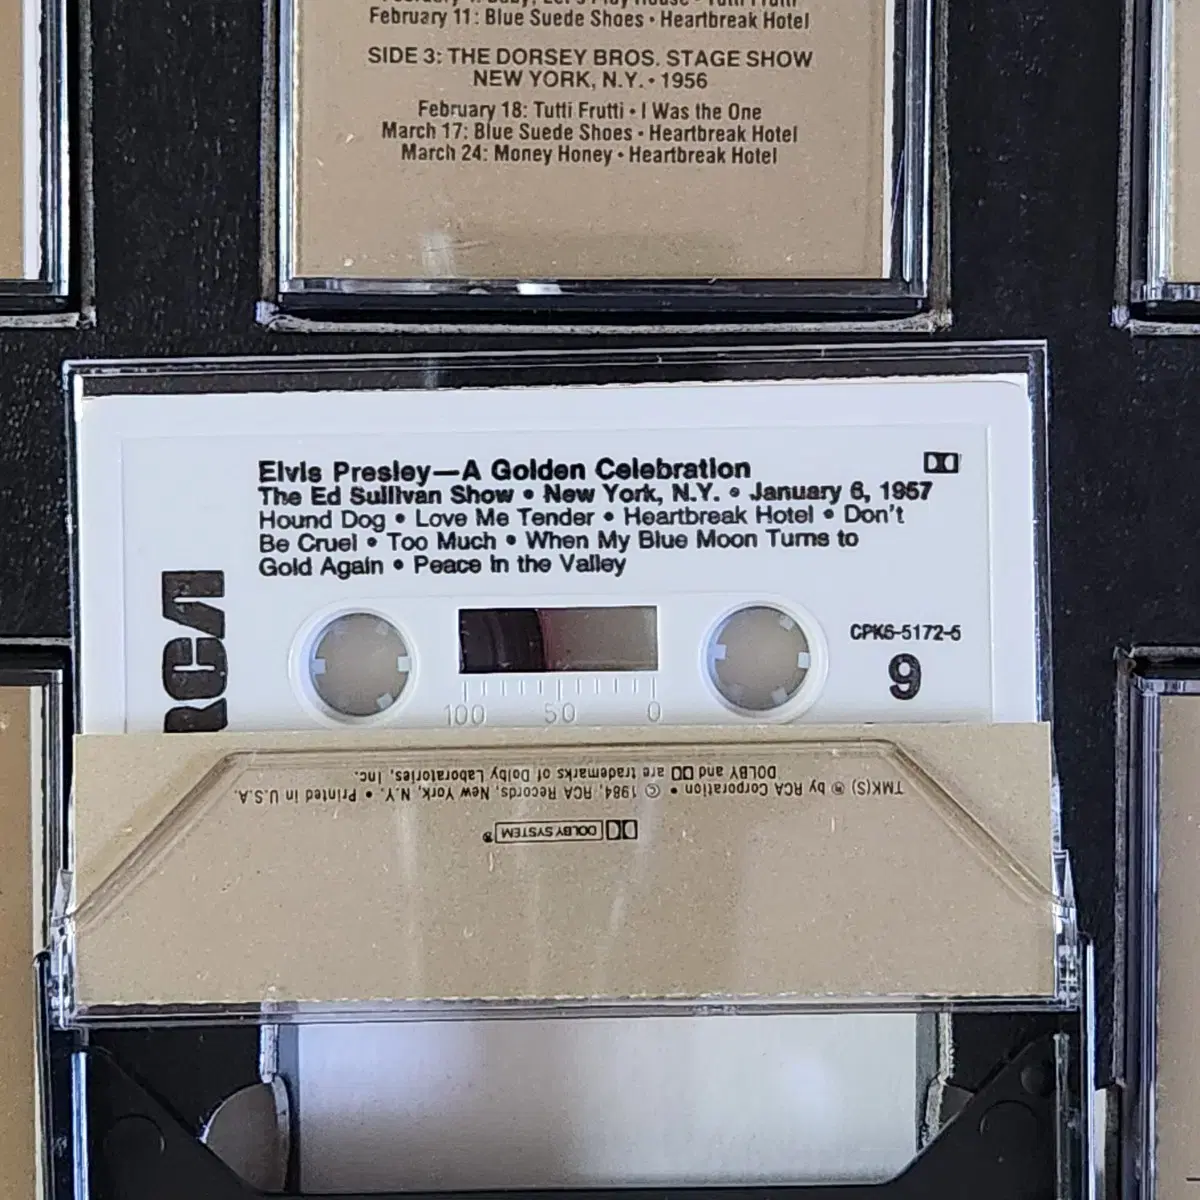 February 11: Blue Suede Shoes • Heartbreak Hotel
SIDE 3: THE DORSEY BROS. STAGE SHOW
NEW YORK, N.Y. • 1956
February 18: Tutti Frutti • I Was the One
March 17: Blue Suede Shoes • Heartbreak Hotel
March 24: Money Honey • Heartbreak Hotel
Elvis Presley—A Golden Celebration
The Ed Sullivan Show • New York, N.Y. • January 6, 1957
Hound Dog • Love Me Tender • Heartbreak Hotel • Don't
Be Cruel • Too Much • When My Blue Moon Turns to
Gold Again • Peace in the Valley
RCA
CPK6-5172-5
9
100 50 0
DOLBY SYSTEM®
TMK(S) ® by RCA Corporation • © 1984, RCA Records, New York, N.Y. • Printed in U.S.A.
DOLBY and are trademarks of Dolby Laboratories, Inc.